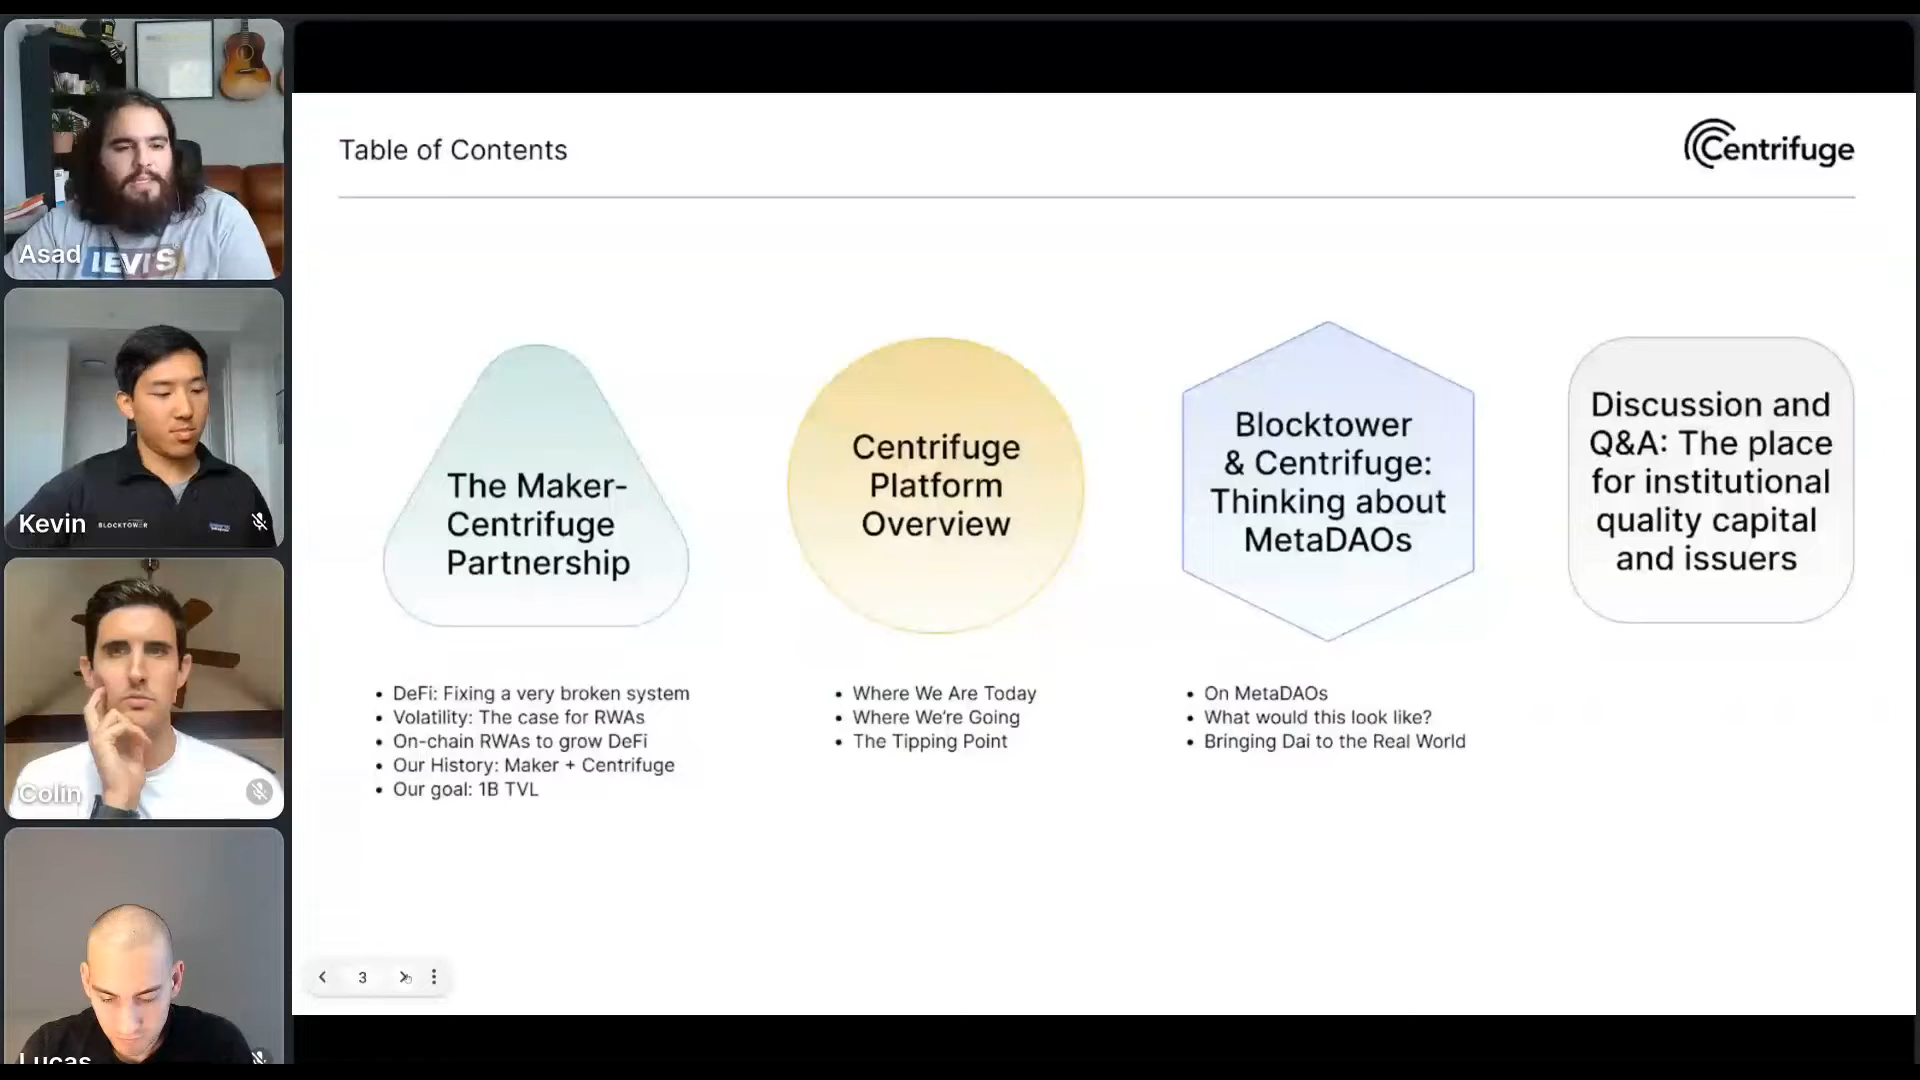 Table of Contents
Centrifuge
The Maker-
Centrifuge
Partnership
DeFi: Fixing a very broken system
Volatility: The case for RWAs
On-chain RWAs to grow DeFi
Our History: Maker + Centrifuge
Our goal: 1B TVL
Centrifuge
Platform
Overview
Where We Are Today
Where We're Going
The Tipping Point
Blocktower
& Centrifuge:
Thinking about
MetaDAOs
On MetaDAOs
What would this look like?
Bringing Dai to the Real World
Discussion and
Q&A: The place
for institutional
quality capital
and issuers
3
Asad
LEVI'S
Kevin
BLOCKTOWER
Colin
Lucas